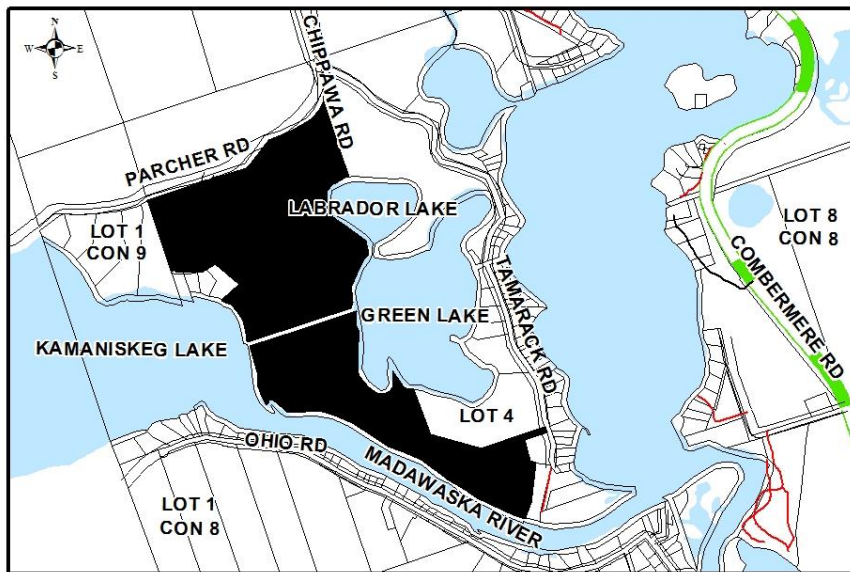 N
W E
S
CHIPPAWA RD
PARCHER RD
LABRADOR LAKE
LOT 1
CON 9
LOT 8
CON 8
COMBERMERE RD
TAMARACK RD
GREEN LAKE
KAMANISKEG LAKE
LOT 4
OHIO RD
MADAWASKA RIVER
LOT 1
CON 8